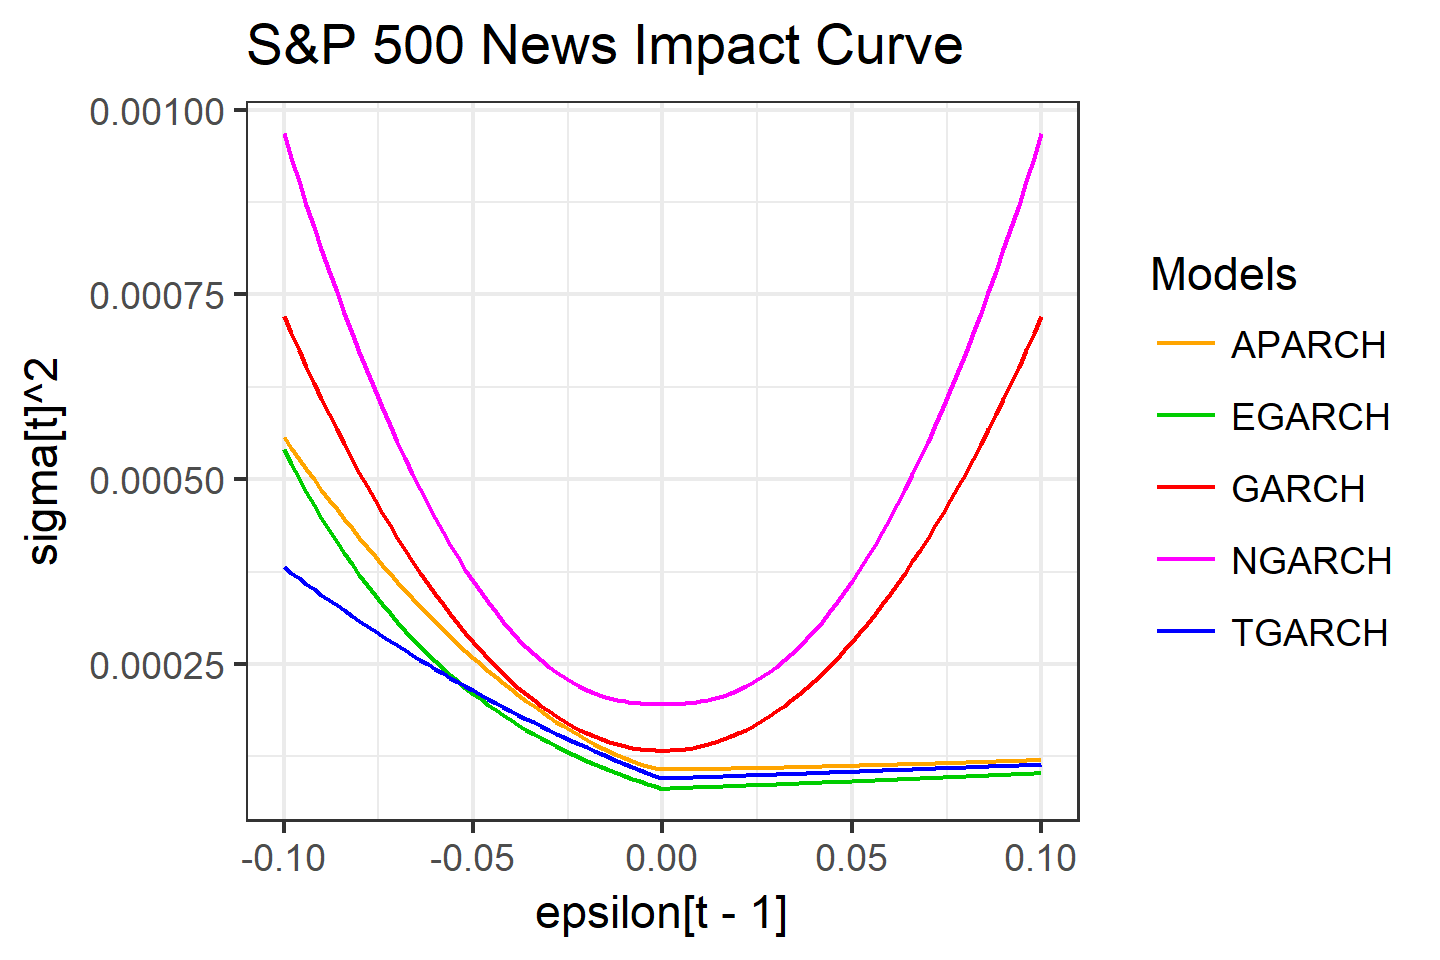 S&P 500 News Impact Curve
0.00100
0.00075
0.00050
0.00025
sigma[t]^2
-0.10 -0.05 0.00 0.05 0.10
epsilon[t - 1]
Models
APARCH
EGARCH
GARCH
NGARCH
TGARCH